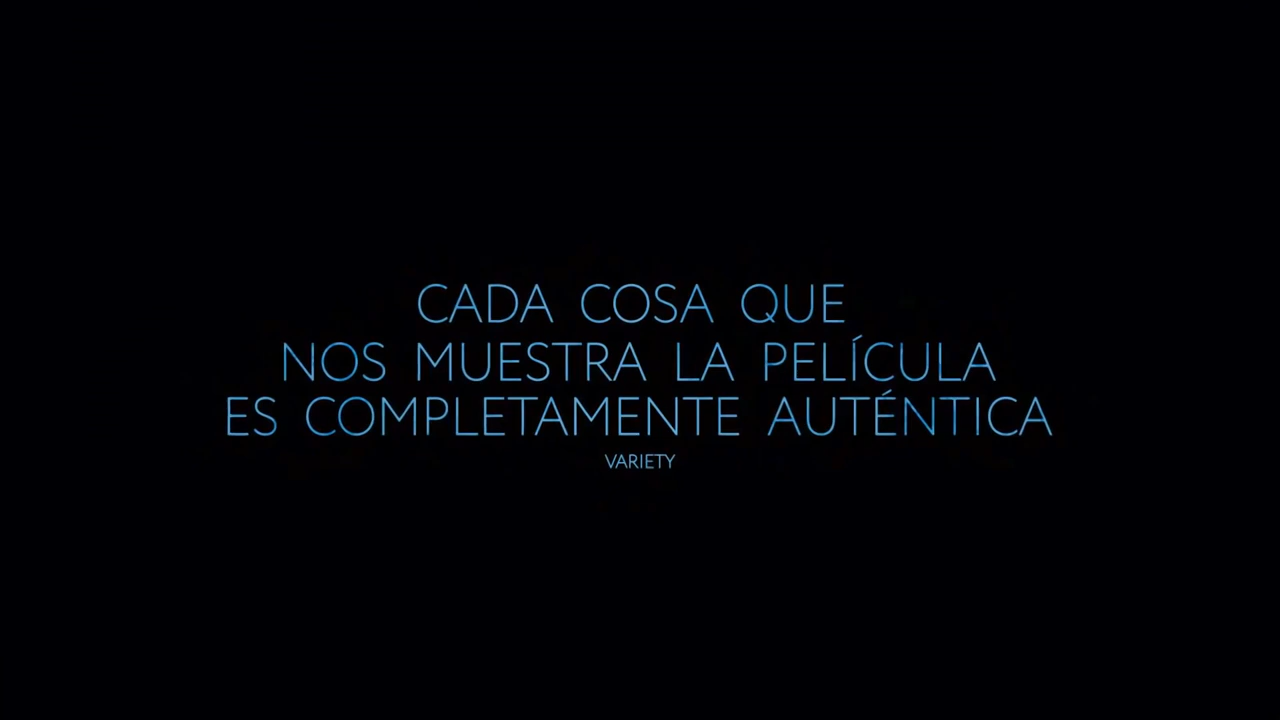 CADA COSA QUE
NOS MUESTRA LA PELÍCULA
ES COMPLETAMENTE AUTÉNTICA
VARIETY